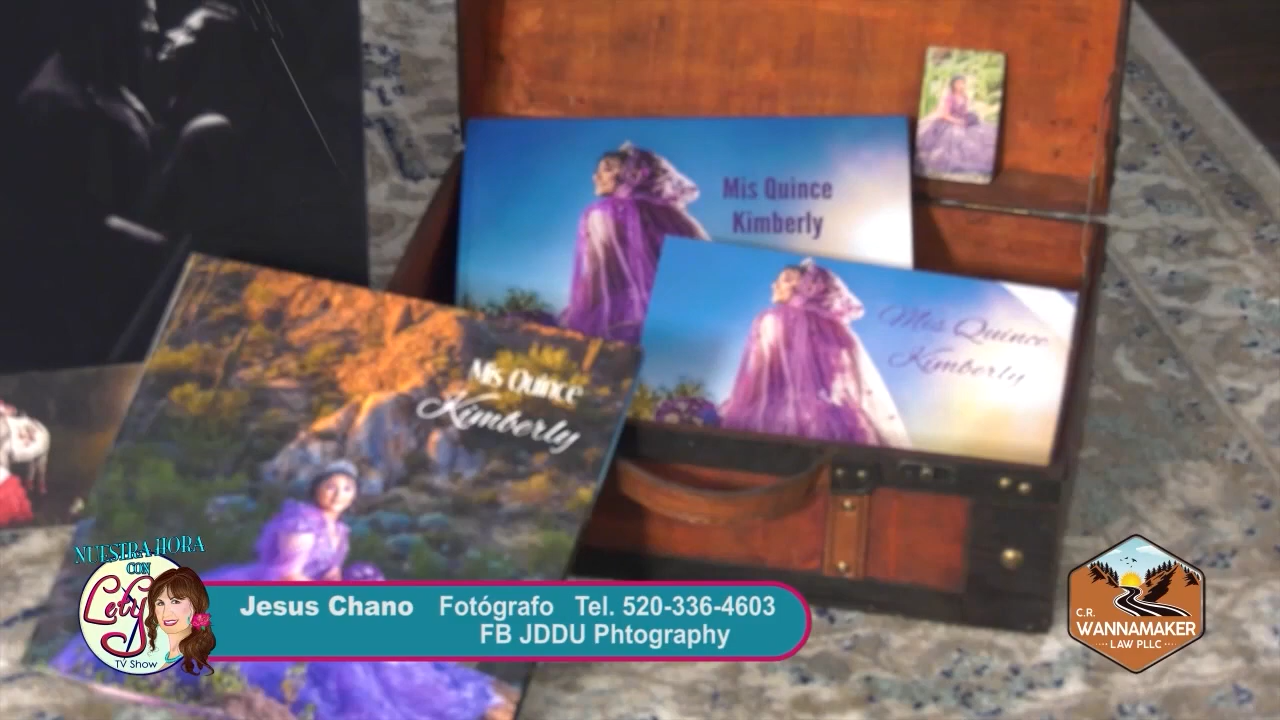 Mis Quince
Kimberly
Mis Quince
Kimberly
Mis Quince
Kimberly
NUESTRA HORA
CON
Lety
TV Show
Jesus Chano Fotógrafo Tel. 520-336-4603
FB JDDU Phtography
C.R.
WANNAMAKER
LAW PLLC